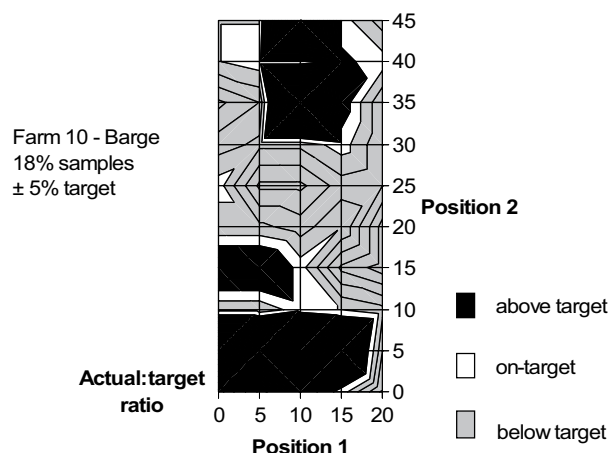 Farm 10 - Barge
18% samples
± 5% target
45
40
35
30
25
20
15
10
5
0
Position 2
above target
on-target
below target
Actual:target
ratio
0 5 10 15 20
Position 1